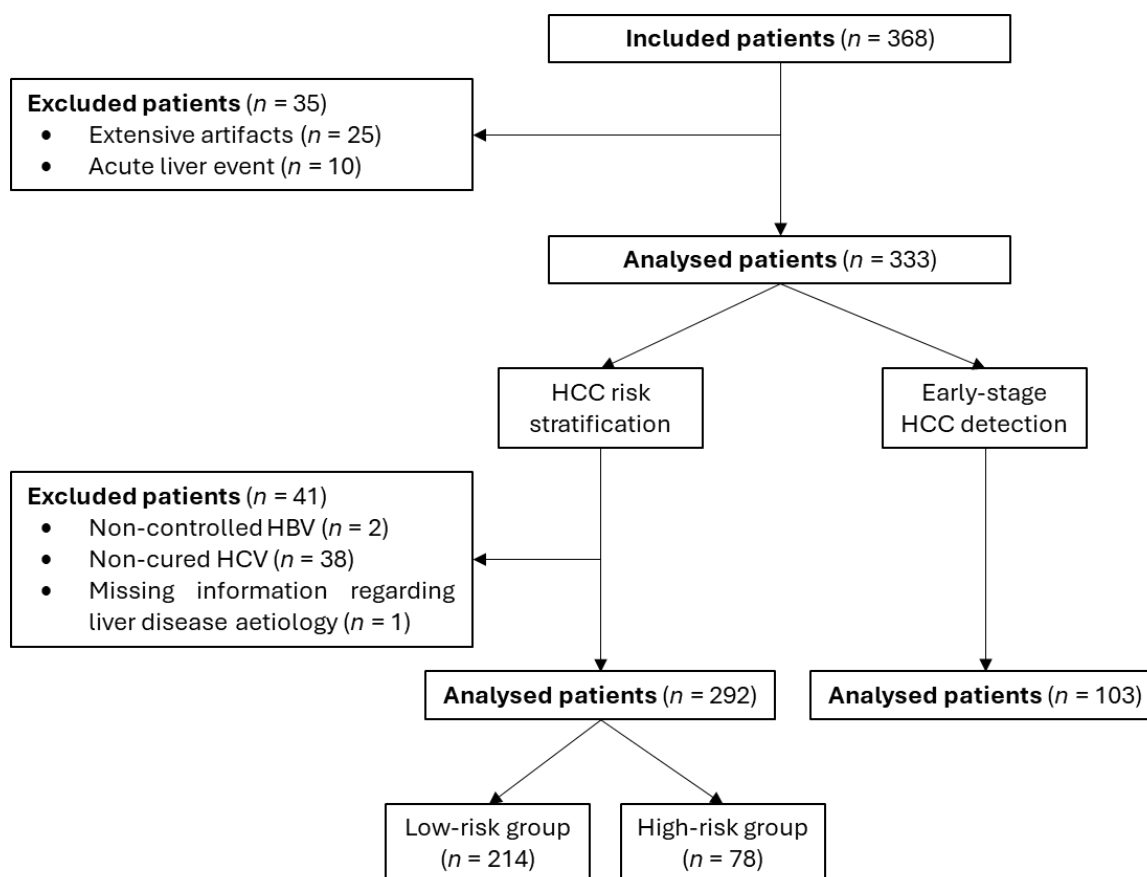 Included patients (n = 368)
Excluded patients (n = 35)
• Extensive artifacts (n = 25)
• Acute liver event (n = 10)
Analysed patients (n = 333)
HCC risk
stratification
Early-stage
HCC detection
Excluded patients (n = 41)
• Non-controlled HBV (n = 2)
• Non-cured HCV (n = 38)
• Missing information regarding
liver disease aetiology (n = 1)
Analysed patients (n = 292)
Analysed patients (n = 103)
Low-risk group
(n = 214)
High-risk group
(n = 78)